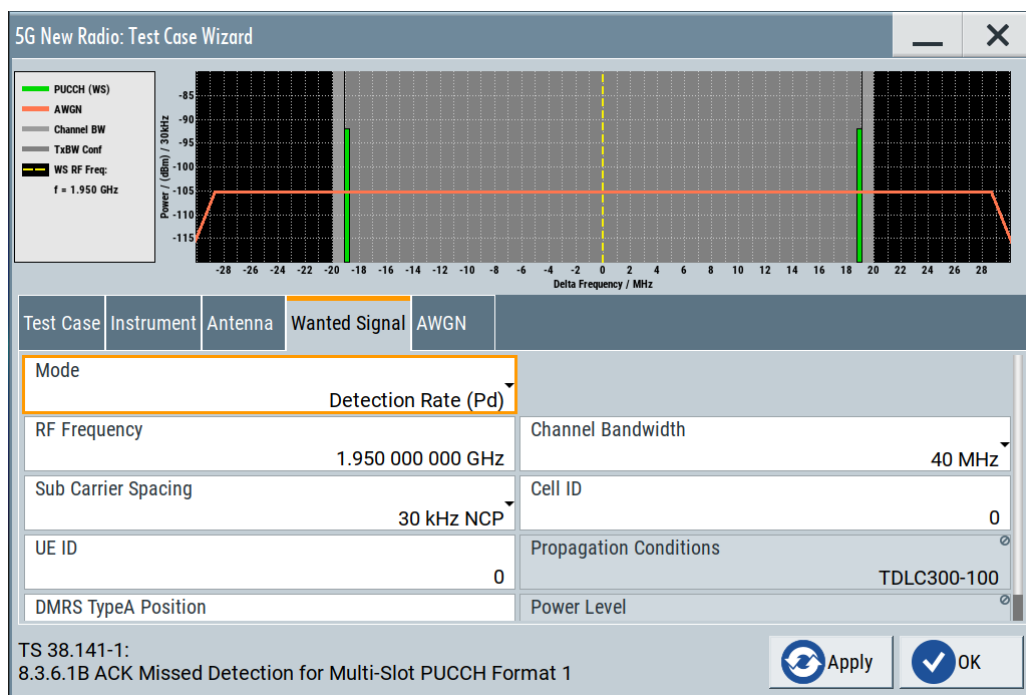 5G New Radio: Test Case Wizard
PUCCH (WS)
AWGN
Channel BW
TxBW Conf
WS RF Freq:
f = 1.950 GHz
Power / (dBm) / 30kHz
-85
-90
-95
-100
-105
-110
-115
-28 -26 -24 -22 -20 -18 -16 -14 -12 -10 -8 -6 -4 -2 0 2 4 6 8 10 12 14 16 18 20 22 24 26 28
Delta Frequency / MHz
Test Case Instrument Antenna Wanted Signal AWGN
Mode
Detection Rate (Pd)
RF Frequency
1.950 000 000 GHz
Channel Bandwidth
40 MHz
Sub Carrier Spacing
30 kHz NCP
Cell ID
0
UE ID
0
Propagation Conditions
TDLC300-100
DMRS TypeA Position
Power Level
TS 38.141-1:
8.3.6.1B ACK Missed Detection for Multi-Slot PUCCH Format 1
Apply
OK